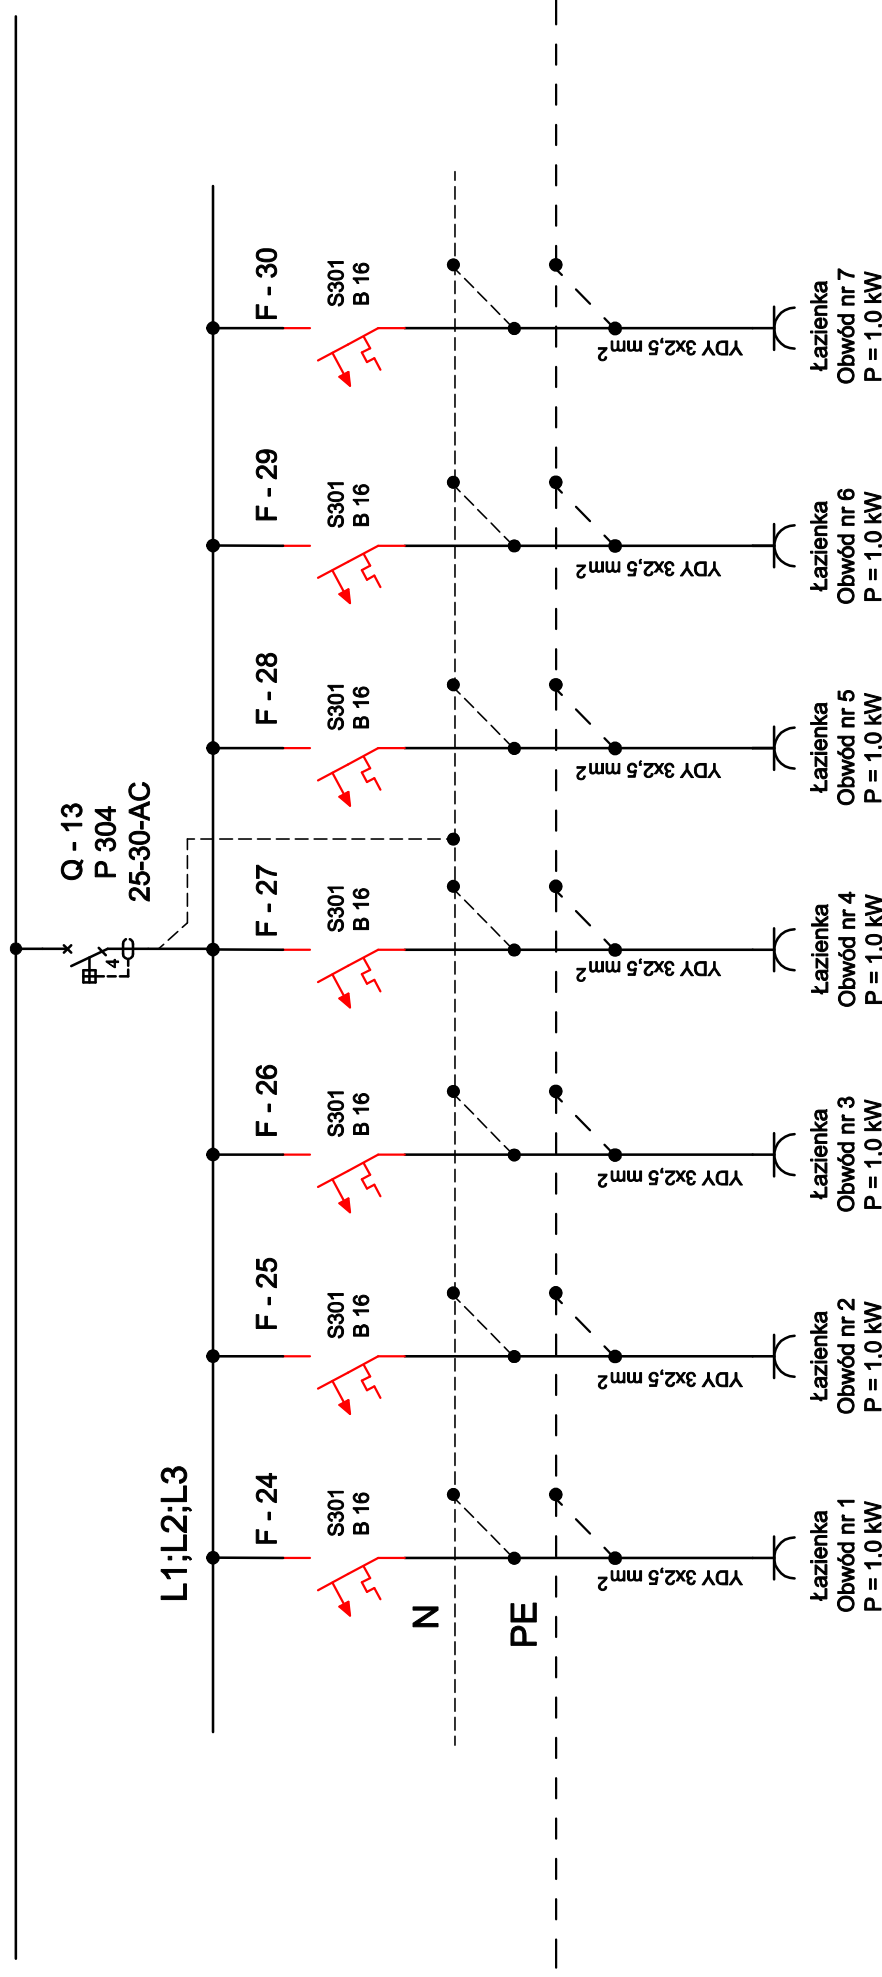 Q - 13
P 304
25-30-AC
4
L1;L2;L3
N
PE
F - 24
S301
B 16
YDY 3x2,5 mm²
Łazienka
Obwód nr 1
P = 1,0 kW
F - 25
S301
B 16
YDY 3x2,5 mm²
Łazienka
Obwód nr 2
P = 1,0 kW
F - 26
S301
B 16
YDY 3x2,5 mm²
Łazienka
Obwód nr 3
P = 1,0 kW
F - 27
S301
B 16
YDY 3x2,5 mm²
Łazienka
Obwód nr 4
P = 1,0 kW
F - 28
S301
B 16
YDY 3x2,5 mm²
Łazienka
Obwód nr 5
P = 1,0 kW
F - 29
S301
B 16
YDY 3x2,5 mm²
Łazienka
Obwód nr 6
P = 1,0 kW
F - 30
S301
B 16
YDY 3x2,5 mm²
Łazienka
Obwód nr 7
P = 1,0 kW